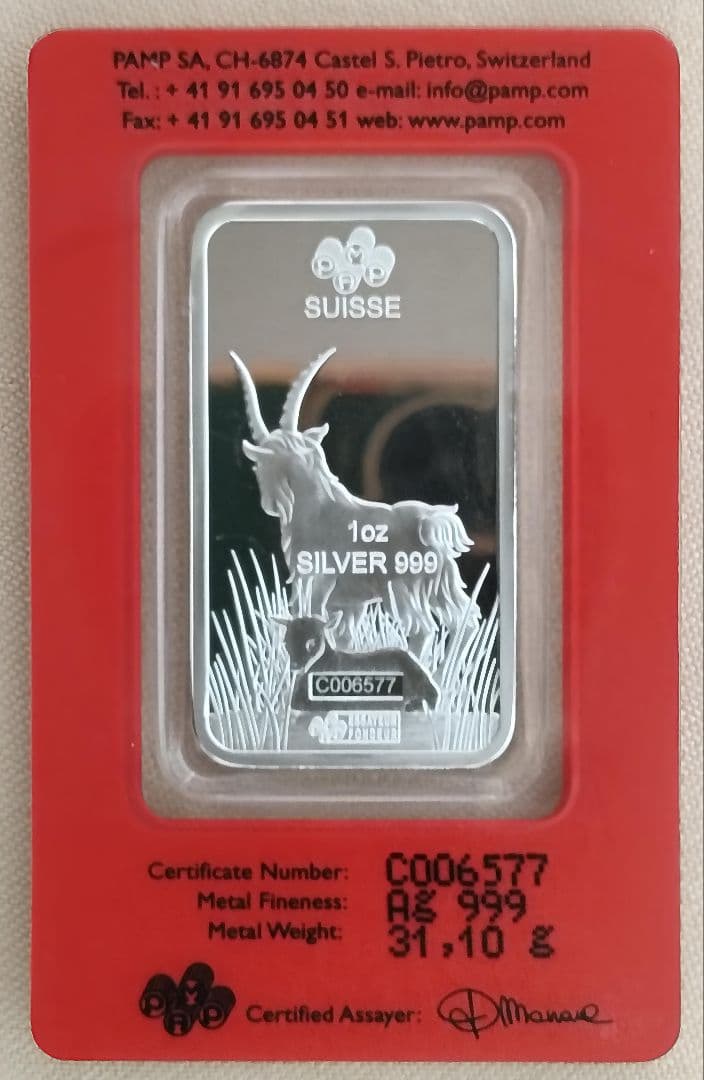 PAMP SA, CH-6874 Castel S. Pietro, Switzerland
Tel. : + 41 91 695 04 50 e-mail: info@pamp.com
Fax: + 41 91 695 04 51 web: www.pamp.com
PAMP
SUISSE
1oz
SILVER 999
C006577
ESSAYEUR
FONDEUR
Certificate Number: C006577
Metal Fineness: Ag 999
Metal Weight: 31,10 g
PAMP Certified Assayer: